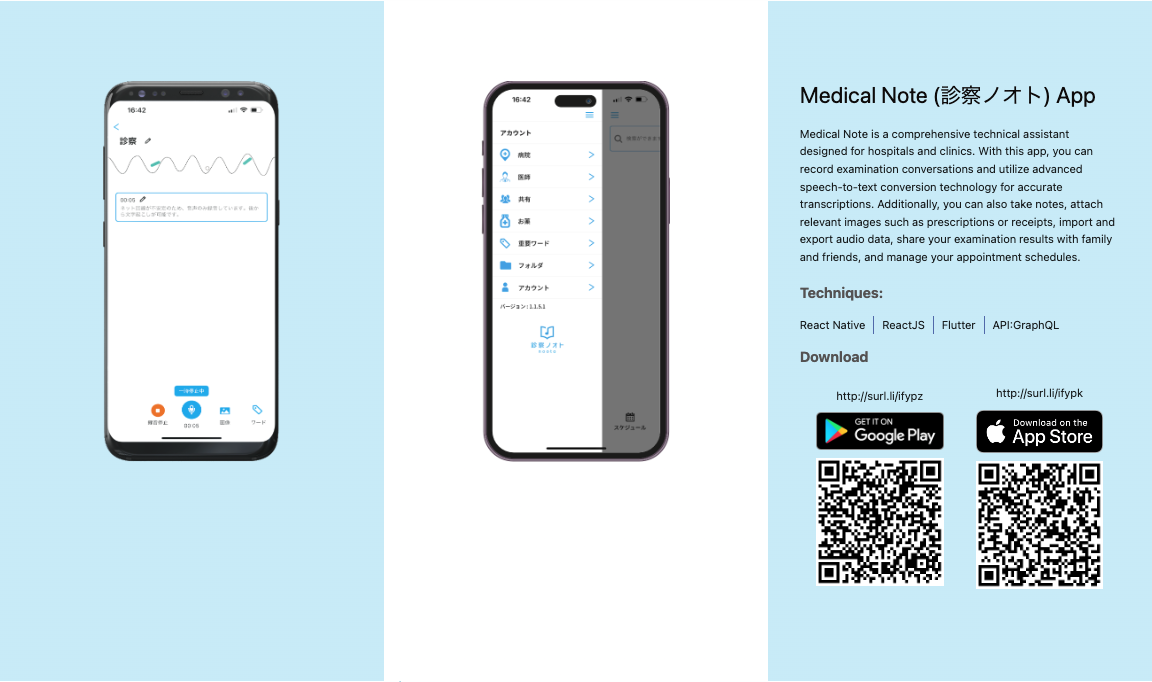 16:42
診察
00:06
ネット回線が不安定のため、音声のみ録音をしています。後から文字起こしが可能です。
一時停止中
録音停止
00:06
画像
ワード
16:42
アカウント
病院
医師
共有
お薬
重要ワード
フォルダ
アカウント
バージョン : 1.1.5.1
診察ノオト
スケジュール
Medical Note (診察ノオト) App
Medical Note is a comprehensive technical assistant
designed for hospitals and clinics. With this app, you can
record examination conversations and utilize advanced
speech-to-text conversion technology for accurate
transcriptions. Additionally, you can also take notes, attach
relevant images such as prescriptions or receipts, import and
export audio data, share your examination results with family
and friends, and manage your appointment schedules.
Techniques:
React Native | ReactJS | Flutter | API:GraphQL
Download
http://surl.li/ifypz
GET IT ON
Google Play
http://surl.li/ifypk
Download on the
App Store